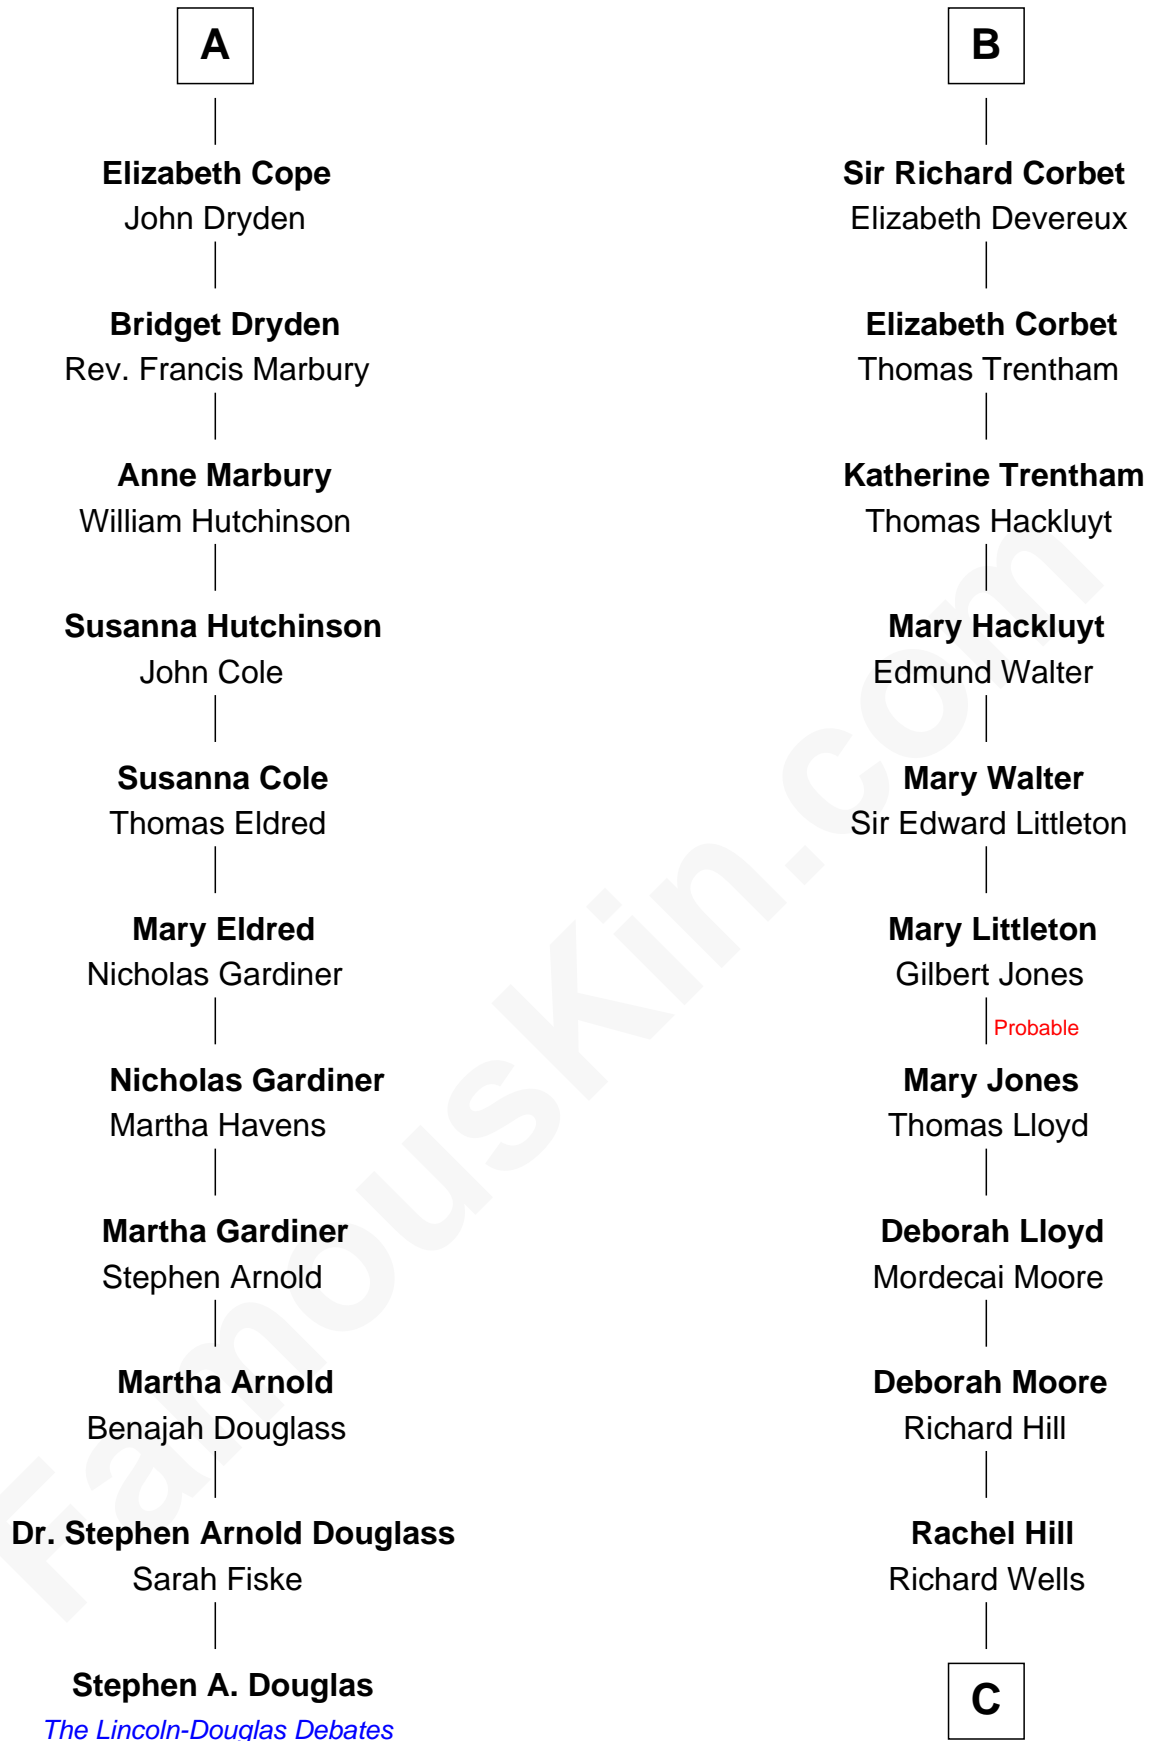 A
Elizabeth Cope
John Dryden
Bridget Dryden
Rev. Francis Marbury
Anne Marbury
William Hutchinson
Susanna Hutchinson
John Cole
Susanna Cole
Thomas Eldred
Mary Eldred
Nicholas Gardiner
Nicholas Gardiner
Martha Havens
Martha Gardiner
Stephen Arnold
Martha Arnold
Benajah Douglass
Dr. Stephen Arnold Douglass
Sarah Fiske
Stephen A. Douglas
The Lincoln-Douglas Debates
B
Sir Richard Corbet
Elizabeth Devereux
Elizabeth Corbet
Thomas Trentham
Katherine Trentham
Thomas Hackluyt
Mary Hackluyt
Edmund Walter
Mary Walter
Sir Edward Littleton
Mary Littleton
Gilbert Jones
Probable
Mary Jones
Thomas Lloyd
Deborah Lloyd
Mordecai Moore
Deborah Moore
Richard Hill
Rachel Hill
Richard Wells
C
FamousKin.com